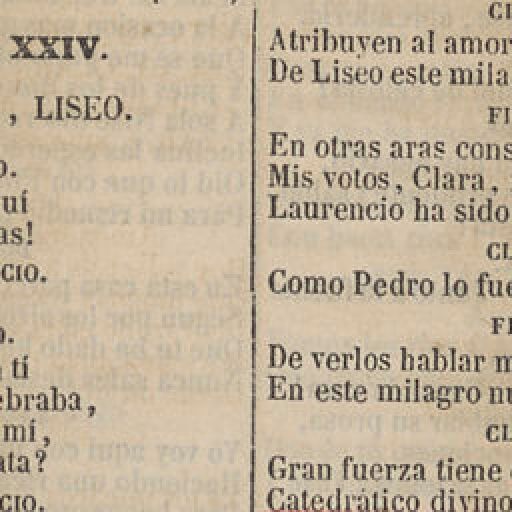 XXIV.
, LISEO.
o.
uí
as!
CIO.
o.
tí
ebraba,
mí,
ata?
CIO.
CL
Atribuyen al amor
De Liseo este mila
FI
En otras aras cons
Mis votos, Clara,
Laurencio ha sido
CL
Como Pedro lo fue
FI
De verlos hablar m
En este milagro nu
CL
Gran fuerza tiene
Catedrático divino